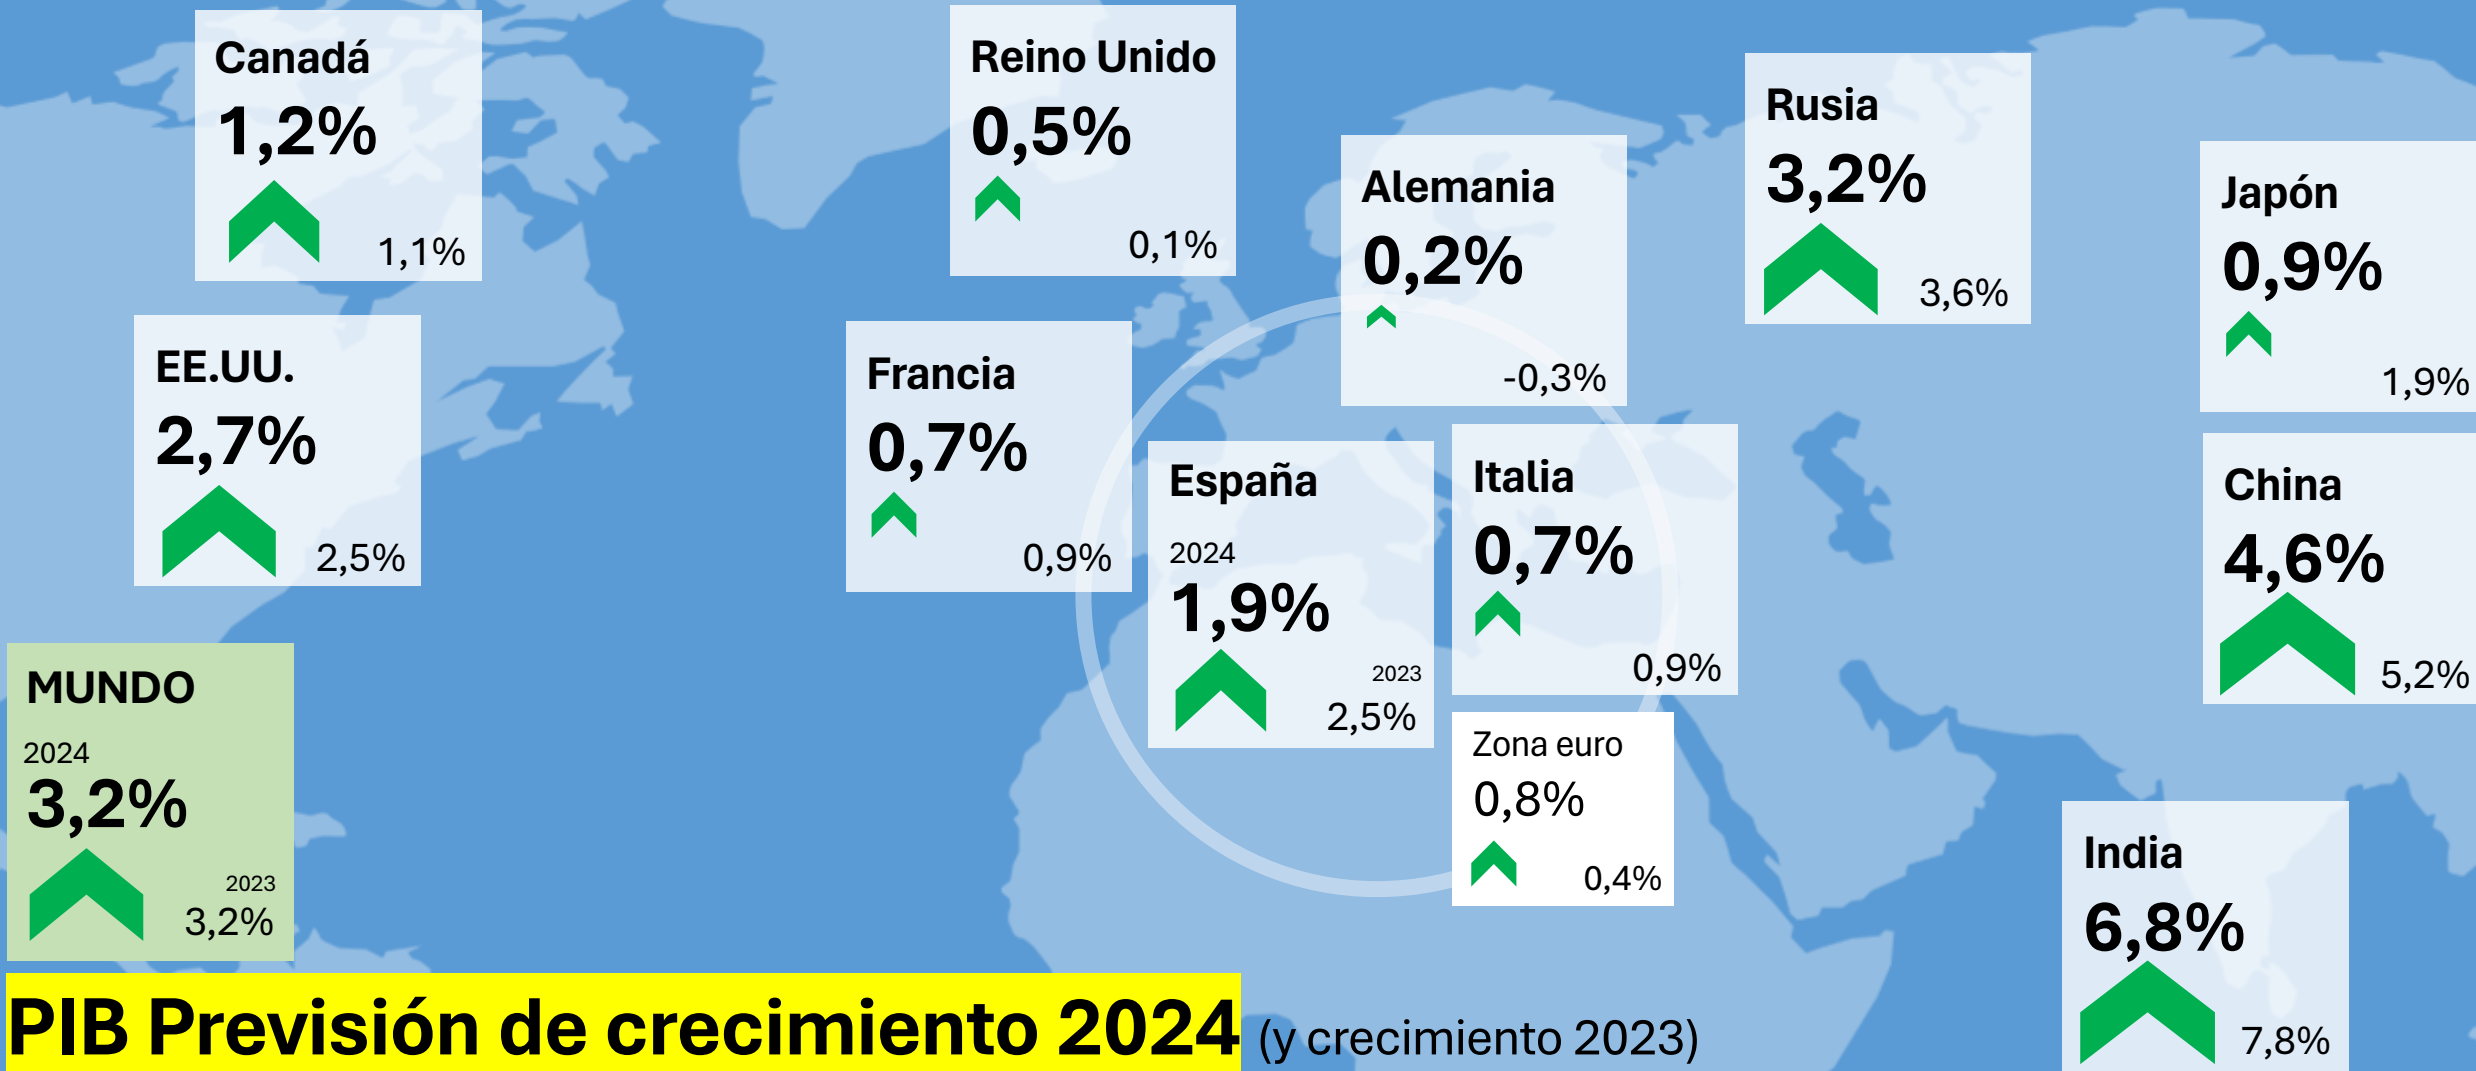 Canadá
1,2%
1,1%
Reino Unido
0,5%
0,1%
Rusia
3,2%
3,6%
Alemania
0,2%
-0,3%
Japón
0,9%
1,9%
EE.UU.
2,7%
2,5%
Francia
0,7%
0,9%
España
2024
1,9%
2023
2,5%
Italia
0,7%
0,9%
China
4,6%
5,2%
MUNDO
2024
3,2%
2023
3,2%
Zona euro
0,8%
0,4%
India
6,8%
7,8%
PIB Previsión de crecimiento 2024 (y crecimiento 2023)